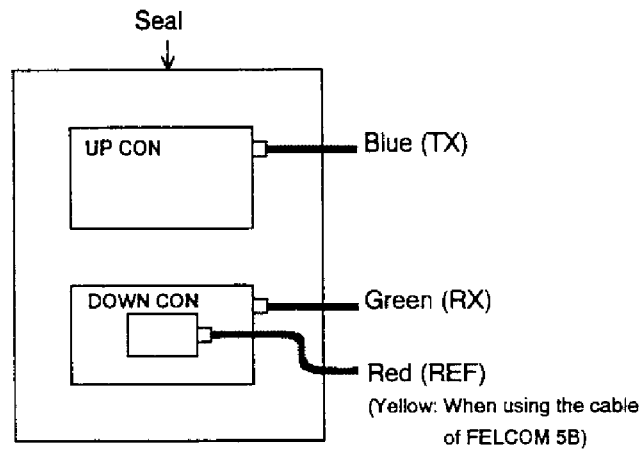 Seal
UP CON
Blue (TX)
DOWN CON
Green (RX)
Red (REF)
(Yellow: When using the cable
of FELCOM 5B)